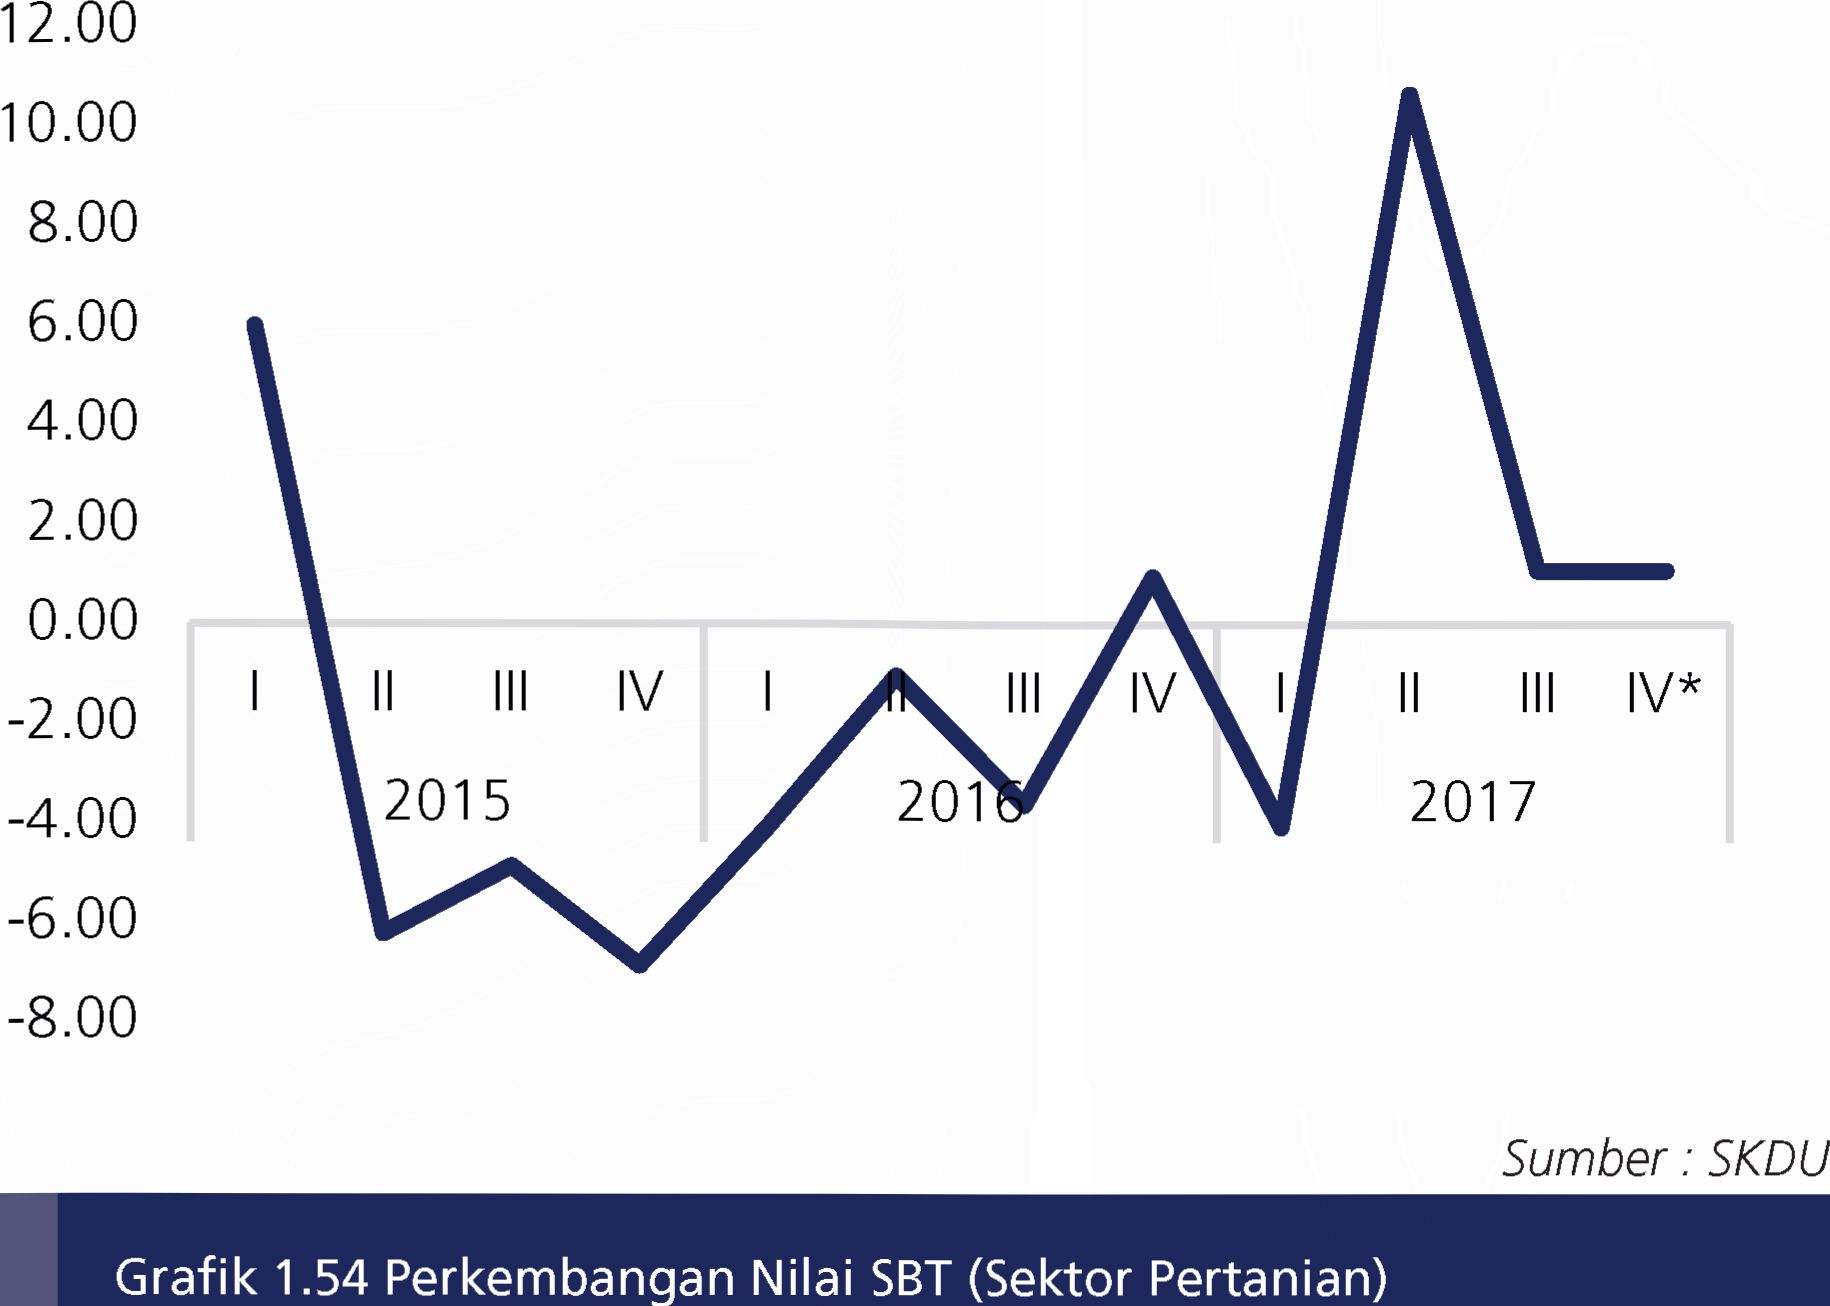 12.00
10.00
8.00
6.00
4.00
2.00
0.00
-2.00
-4.00
-6.00
-8.00
I II III IV I II III IV I II III IV*
2015 2016 2017
Sumber : SKDU
Grafik 1.54 Perkembangan Nilai SBT (Sektor Pertanian)